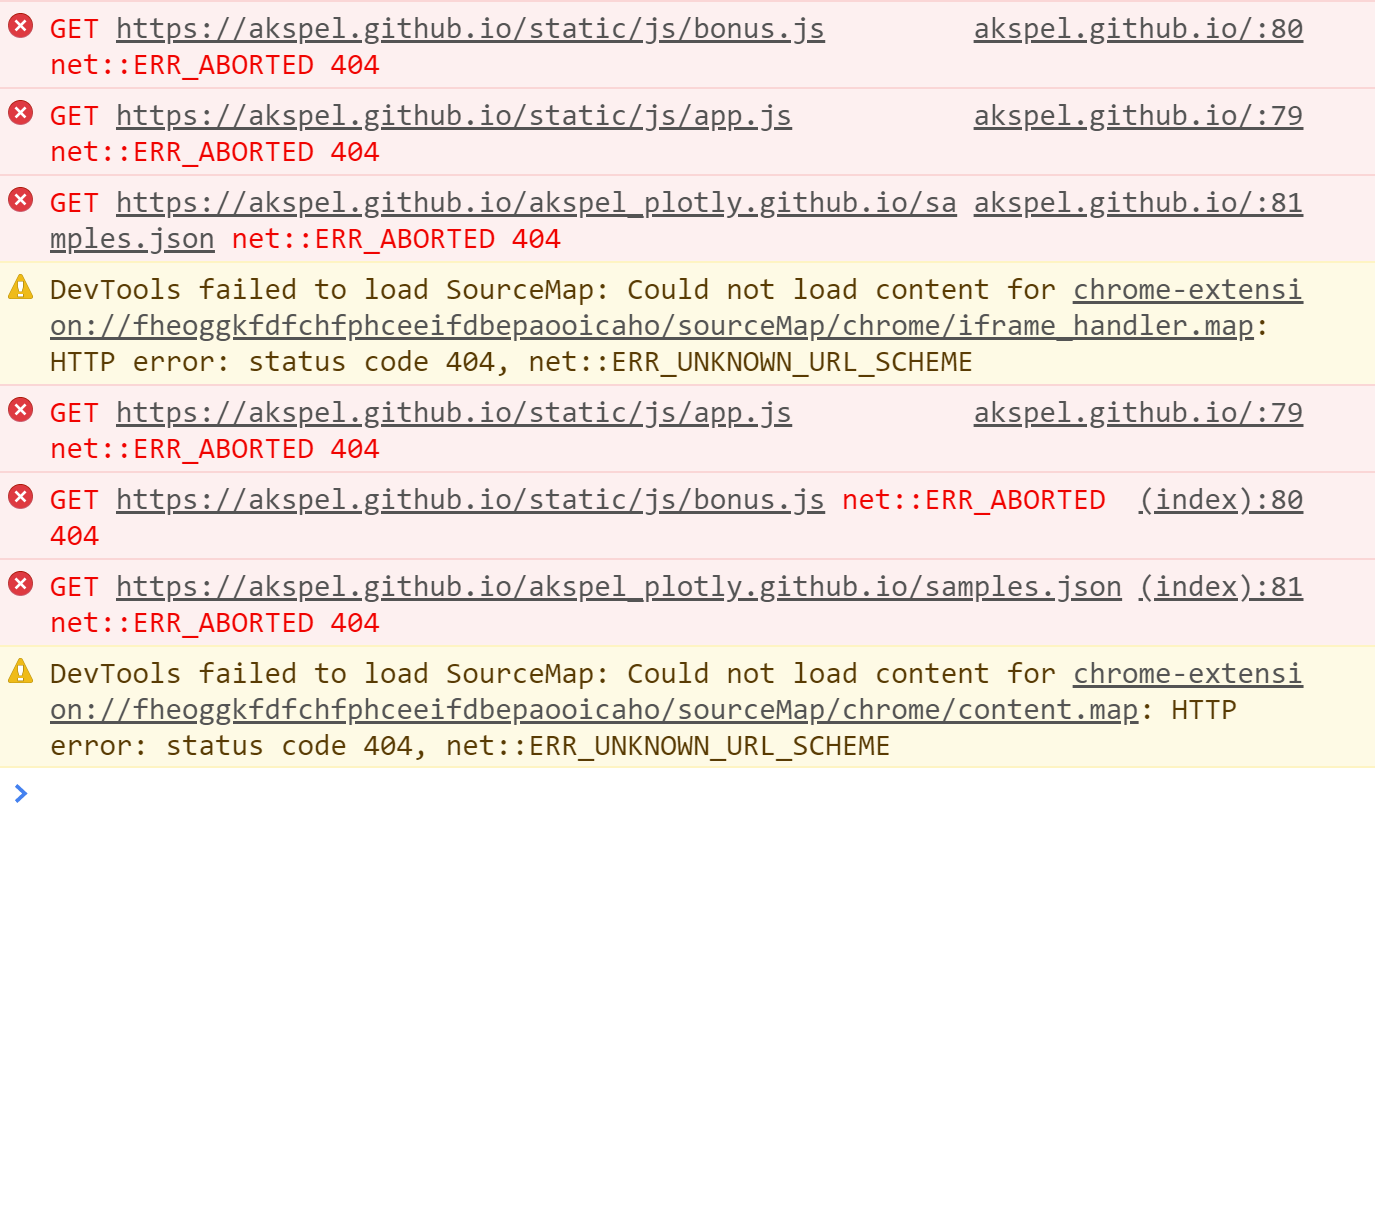 GET https://akspel.github.io/static/js/bonus.js akspel.github.io/:80
net::ERR_ABORTED 404
GET https://akspel.github.io/static/js/app.js akspel.github.io/:79
net::ERR_ABORTED 404
GET https://akspel.github.io/akspel_plotly.github.io/sa akspel.github.io/:81
mples.json net::ERR_ABORTED 404
DevTools failed to load SourceMap: Could not load content for chrome-extensi
on://fheoggkfdfchfphceeifdbepaooicaho/sourceMap/chrome/iframe_handler.map:
HTTP error: status code 404, net::ERR_UNKNOWN_URL_SCHEME
GET https://akspel.github.io/static/js/app.js akspel.github.io/:79
net::ERR_ABORTED 404
GET https://akspel.github.io/static/js/bonus.js net::ERR_ABORTED (index):80
404
GET https://akspel.github.io/akspel_plotly.github.io/samples.json (index):81
net::ERR_ABORTED 404
DevTools failed to load SourceMap: Could not load content for chrome-extensi
on://fheoggkfdfchfphceeifdbepaooicaho/sourceMap/chrome/content.map: HTTP
error: status code 404, net::ERR_UNKNOWN_URL_SCHEME